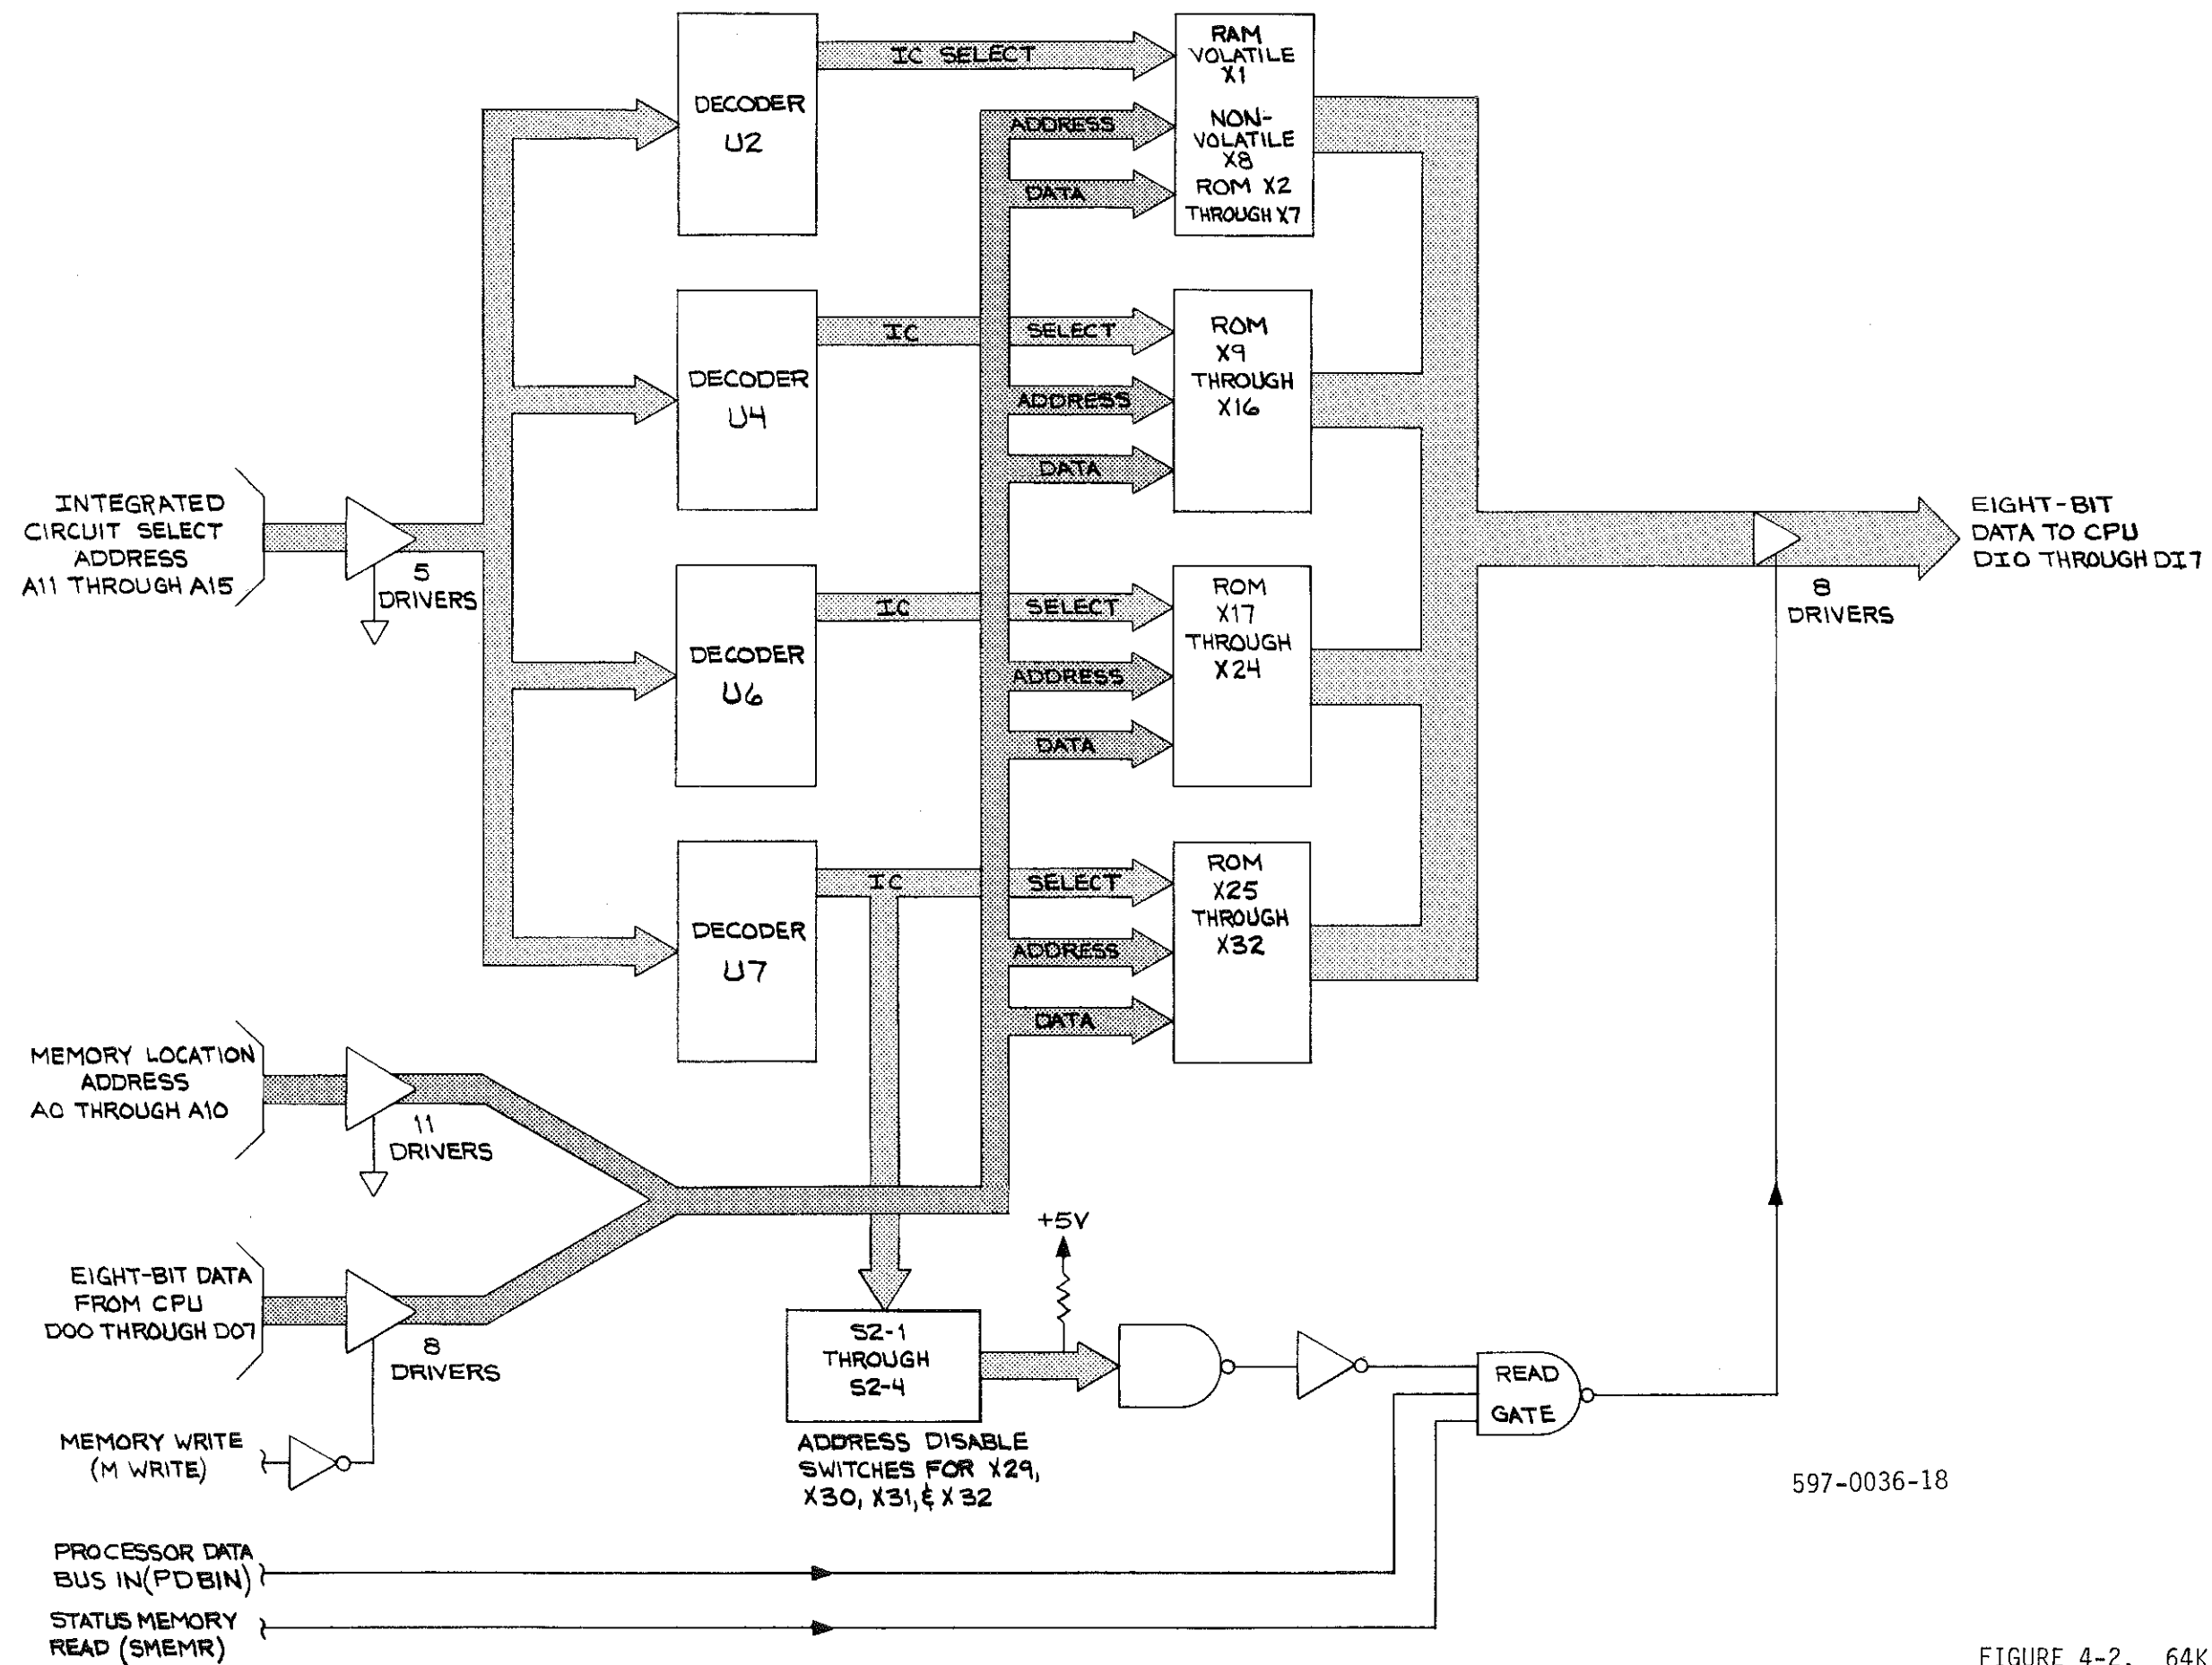 DECODER
U2
IC SELECT
RAM
VOLATILE
X1
NON-
VOLATILE
X8
ROM X2
THROUGH X7
ADDRESS
DATA
DECODER
U4
IC SELECT
ADDRESS
DATA
ROM
X9
THROUGH
X16
INTEGRATED
CIRCUIT SELECT
ADDRESS
A11 THROUGH A15
5
DRIVERS
EIGHT-BIT
DATA TO CPU
DI0 THROUGH DI7
8
DRIVERS
DECODER
U6
IC SELECT
ADDRESS
DATA
ROM
X17
THROUGH
X24
DECODER
U7
IC SELECT
ADDRESS
DATA
ROM
X25
THROUGH
X32
MEMORY LOCATION
ADDRESS
A0 THROUGH A10
11
DRIVERS
EIGHT-BIT DATA
FROM CPU
D00 THROUGH D07
8
DRIVERS
+5V
S2-1
THROUGH
S2-4
ADDRESS DISABLE
SWITCHES FOR X29,
X30, X31, & X32
READ
GATE
MEMORY WRITE
(M WRITE)
597-0036-18
PROCESSOR DATA
BUS IN (PDBIN)
STATUS MEMORY
READ (SMEMR)
FIGURE 4-2. 64K